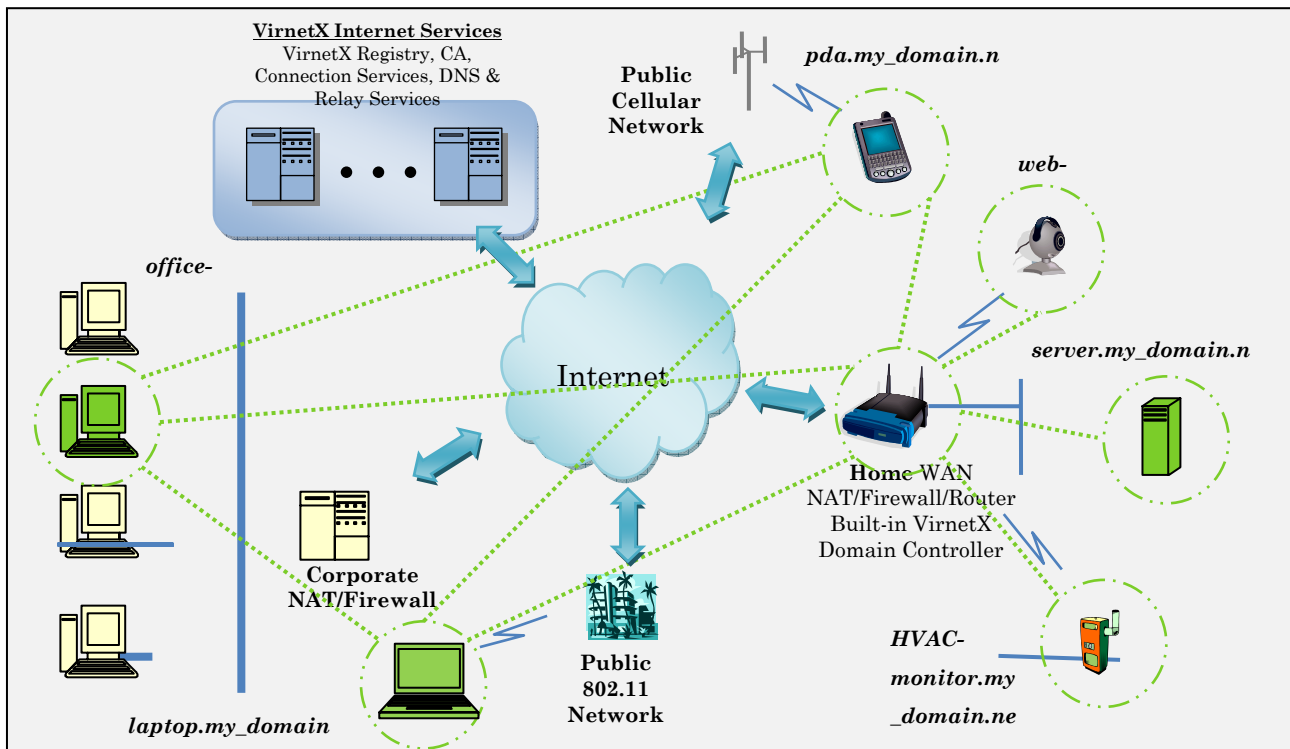 VirnetX Internet Services
VirnetX Registry, CA,
Connection Services, DNS &
Relay Services
Public
Cellular
Network
pda.my_domain.n
web-
office-
server.my_domain.n
Internet
Home WAN
NAT/Firewall/Router
Built-in VirnetX
Domain Controller
Corporate
NAT/Firewall
Public
802.11
Network
HVAC-
monitor.my
_domain.ne
laptop.my_domain